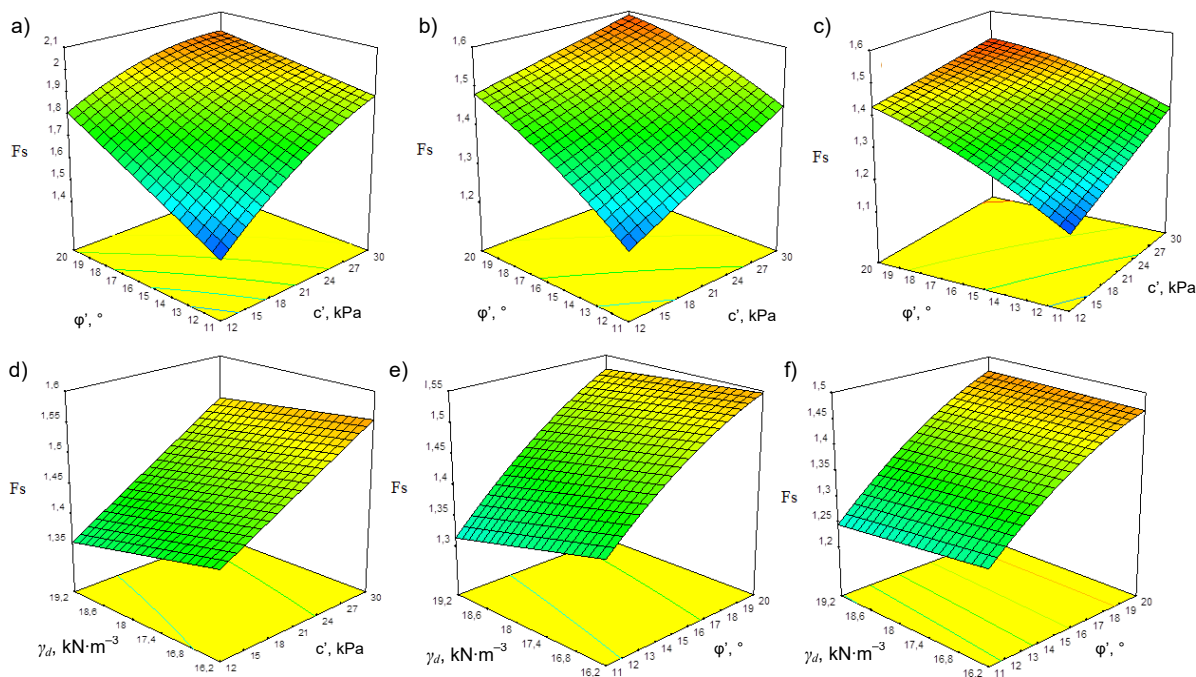 a)
2,1
2
1,9
1,8
1,7
1,6
1,5
1,4
Fs
20 19 18 17 16 15 14 13 12 11
φ’, °
12 15 18 21 24 27 30
c’, kPa
b)
1,6
1,5
1,4
1,3
1,2
Fs
20 19 18 17 16 15 14 13 12 11
φ’, °
12 15 18 21 24 27 30
c’, kPa
c)
1,6
1,5
1,4
1,3
1,2
1,1
Fs
20 19 18 17 16 15 14 13 12 11
φ’, °
12 15 18 21 24 27 30
c’, kPa
d)
1,6
1,55
1,5
1,45
1,4
1,35
Fs
19,2 18,6 18 17,4 16,8 16,2
γd, kN·m⁻³
12 15 18 21 24 27 30
c’, kPa
e)
1,55
1,5
1,45
1,4
1,35
1,3
Fs
19,2 18,6 18 17,4 16,8 16,2
γd, kN·m⁻³
11 12 13 14 15 16 17 18 19 20
φ’, °
f)
1,5
1,45
1,4
1,35
1,3
1,25
1,2
Fs
19,2 18,6 18 17,4 16,8 16,2
γd, kN·m⁻³
11 12 13 14 15 16 17 18 19 20
φ’, °